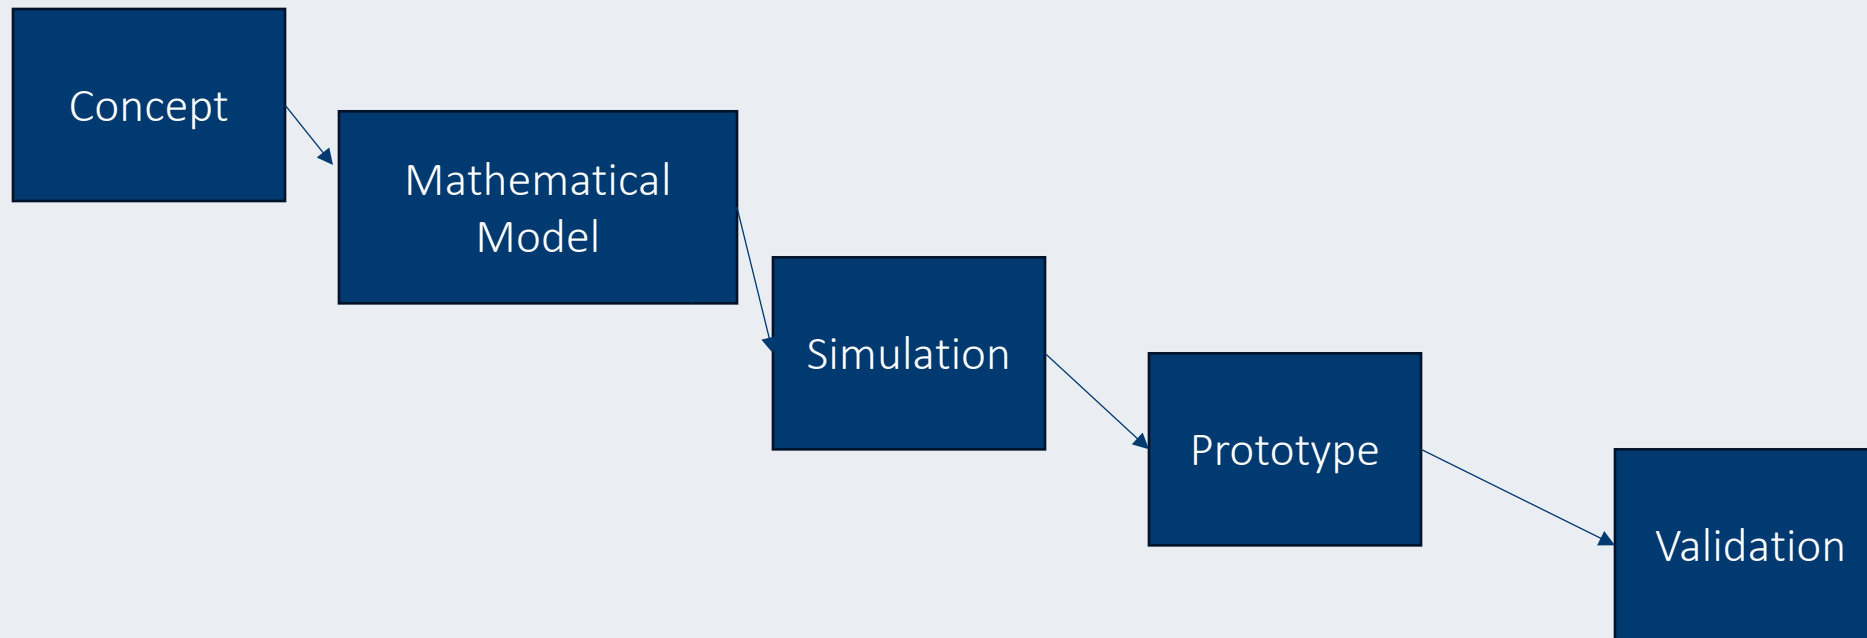 Concept
Mathematical
Model
Simulation
Prototype
Validation